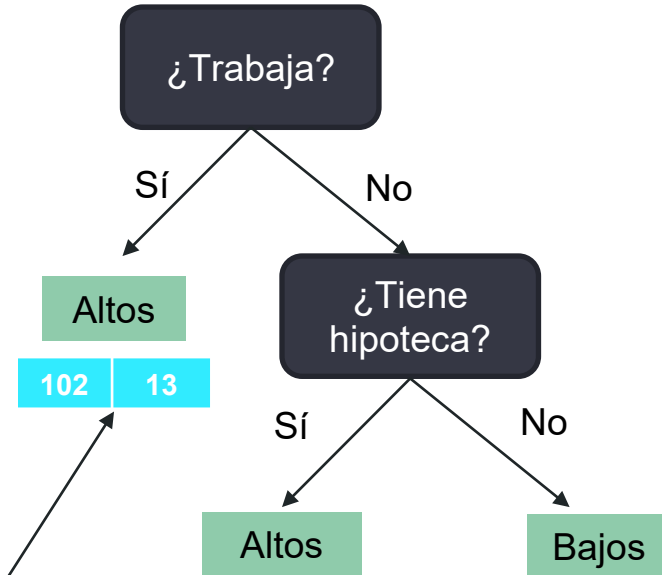 ¿Trabaja?
Sí
No
Altos
¿Tiene
hipoteca?
102 13
Sí
No
Altos
Bajos